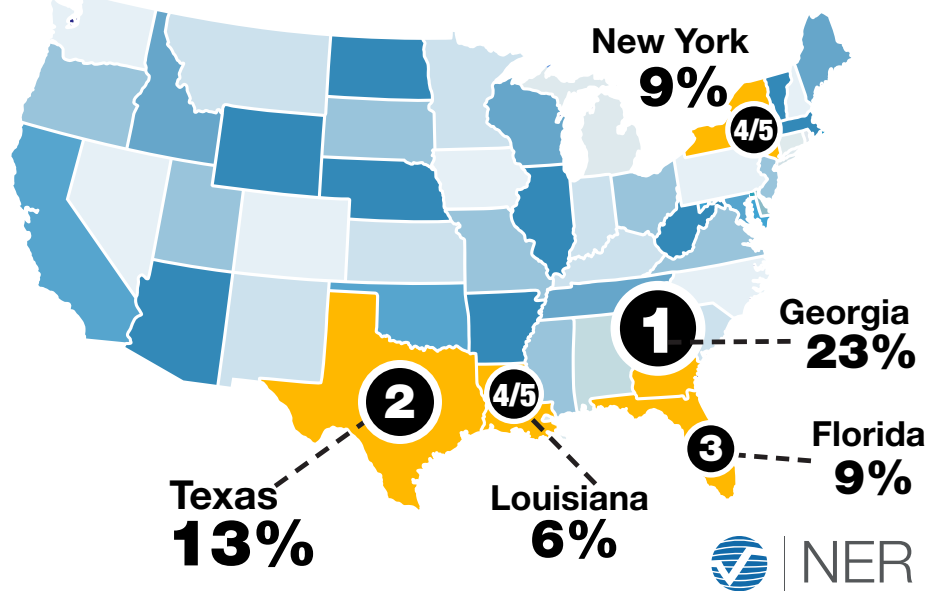 New York
9%
4/5
1
Georgia
23%
2
4/5
3
Florida
9%
Texas
13%
Louisiana
6%
NER